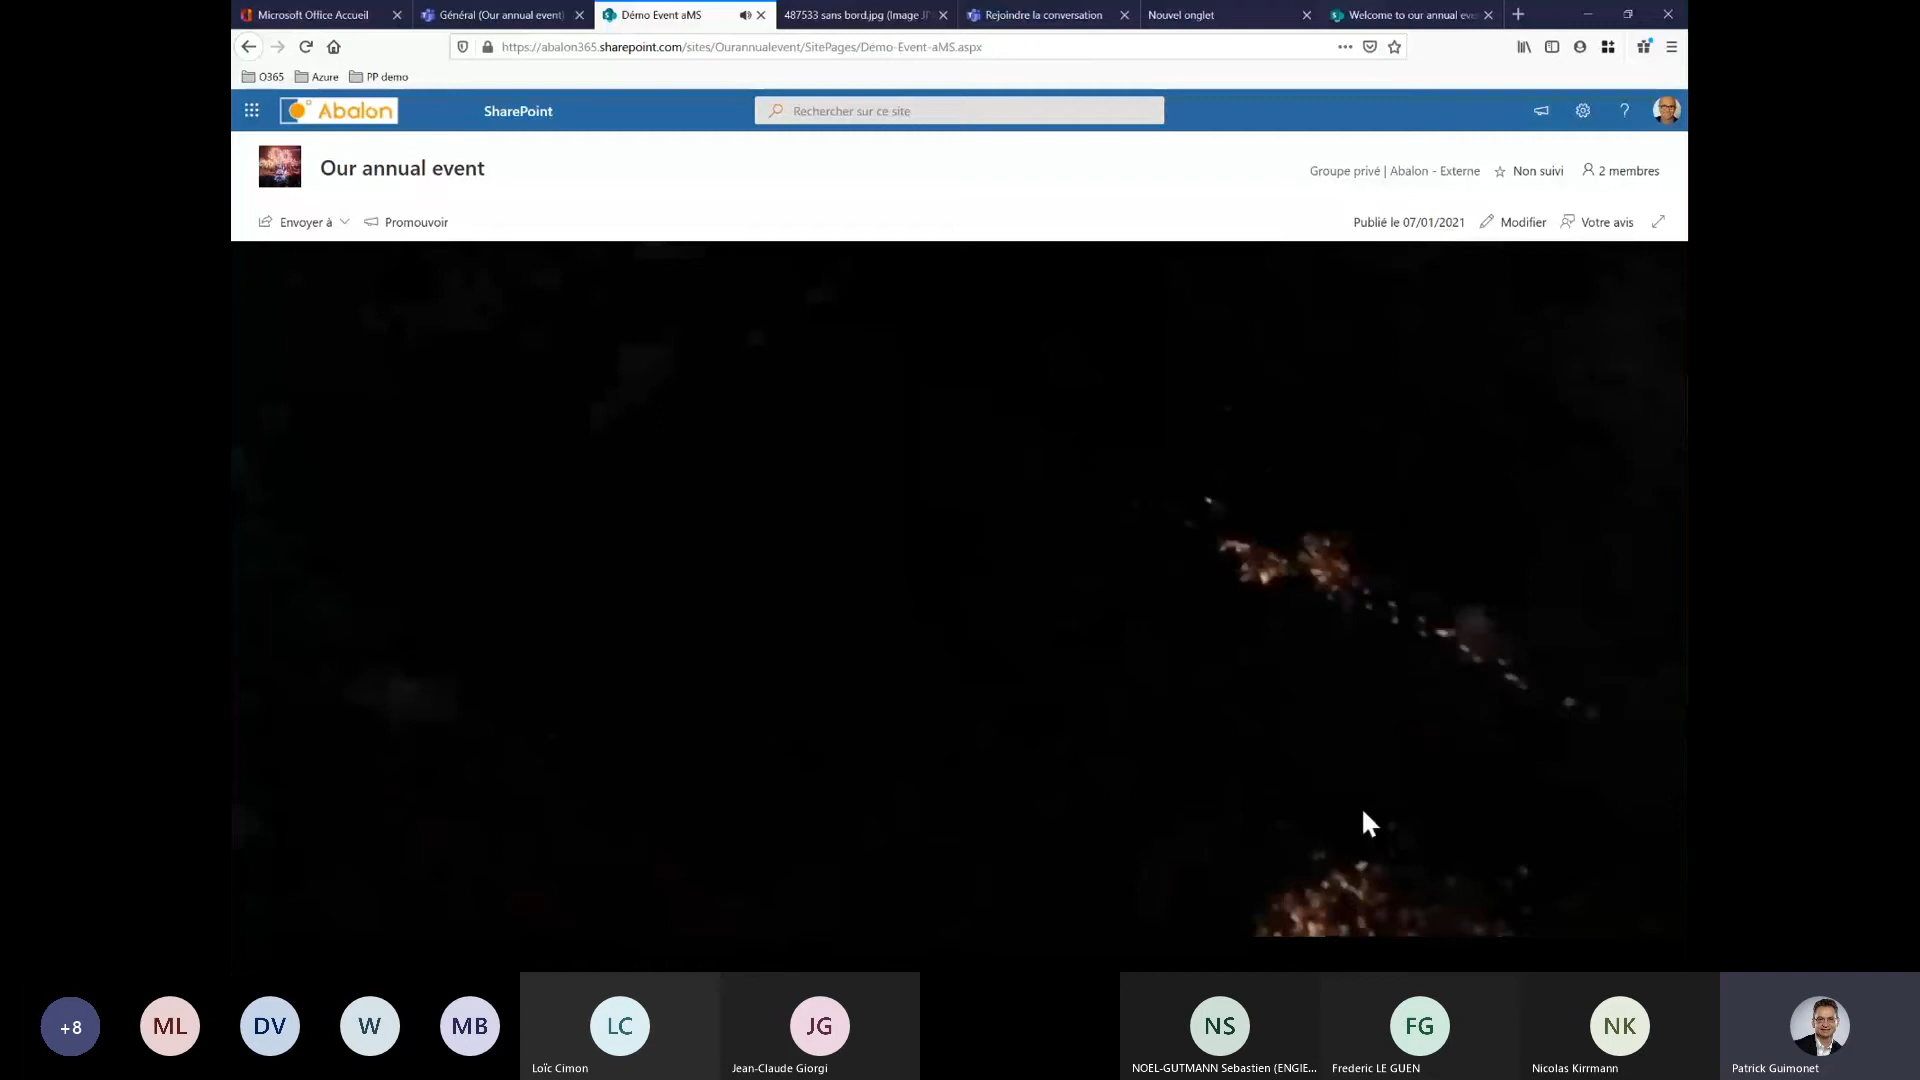 Microsoft Office Accueil
Général (Our annual event)
Démo Event aMS
487533 sans bord.jpg (Image J
Rejoindre la conversation
Nouvel onglet
Welcome to our annual eve
https://abalon365.sharepoint.com/sites/Ourannualevent/SitePages/Démo-Event-aMS.aspx
O365
Azure
PP demo
Abalon
SharePoint
Rechercher sur ce site
Our annual event
Groupe privé | Abalon - Externe
Non suivi
2 membres
Envoyer à
Promouvoir
Publié le 07/01/2021
Modifier
Votre avis
+8
ML
DV
W
MB
LC
JG
NS
FG
NK
Loïc Cimon
Jean-Claude Giorgi
NOEL-GUTMANN Sebastien (ENGIE...
Frederic LE GUEN
Nicolas Kirrmann
Patrick Guimonet